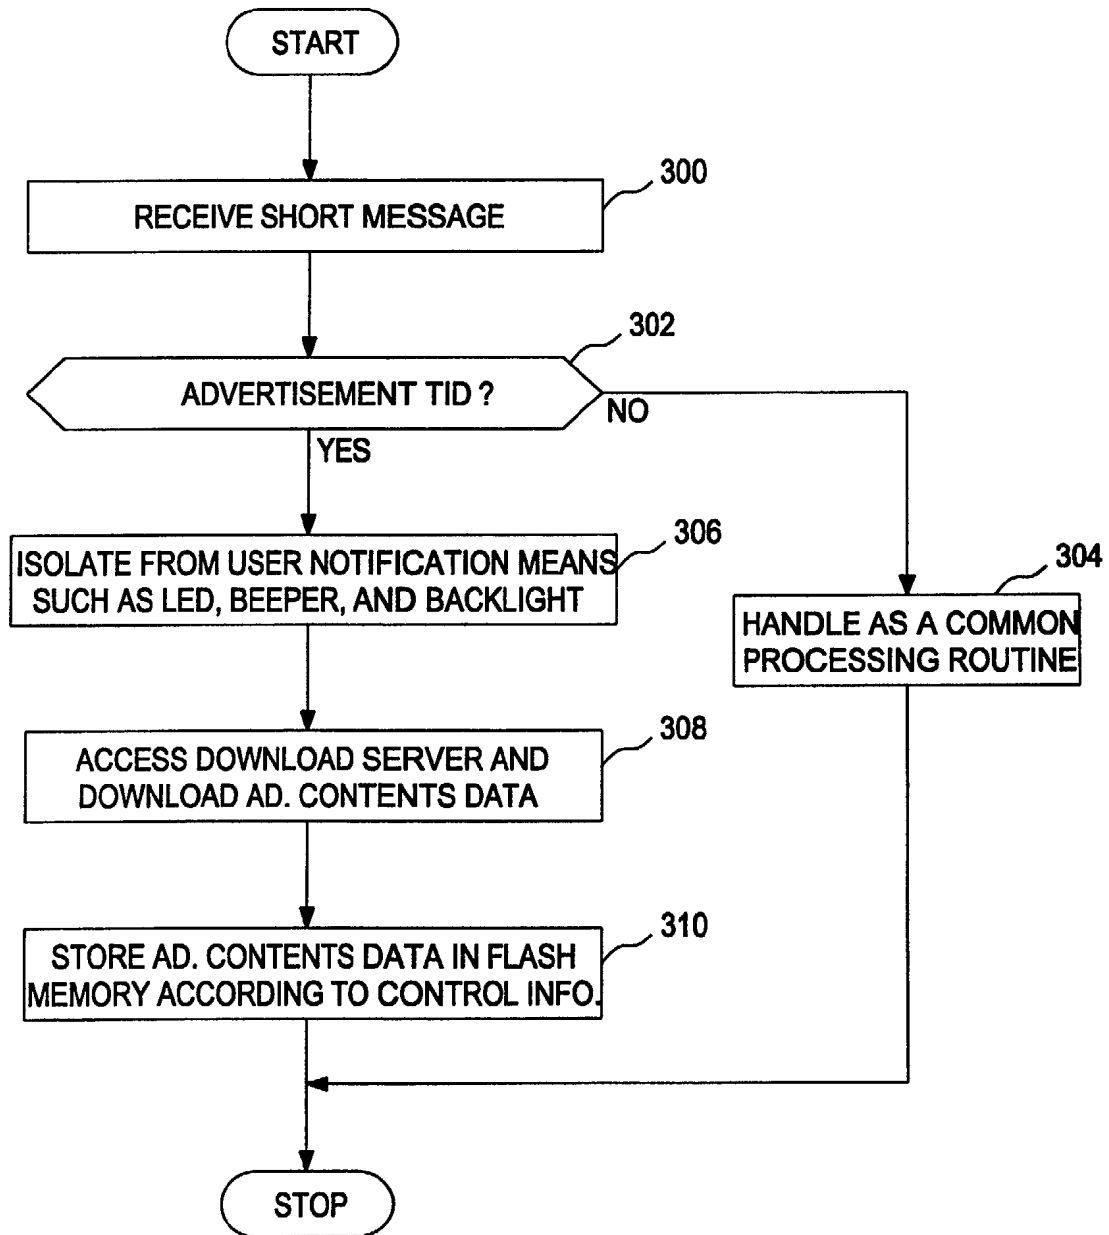 START
300
RECEIVE SHORT MESSAGE
302
ADVERTISEMENT TID ?
NO
YES
306
ISOLATE FROM USER NOTIFICATION MEANS
SUCH AS LED, BEEPER, AND BACKLIGHT
304
HANDLE AS A COMMON
PROCESSING ROUTINE
308
ACCESS DOWNLOAD SERVER AND
DOWNLOAD AD. CONTENTS DATA
310
STORE AD. CONTENTS DATA IN FLASH
MEMORY ACCORDING TO CONTROL INFO.
STOP